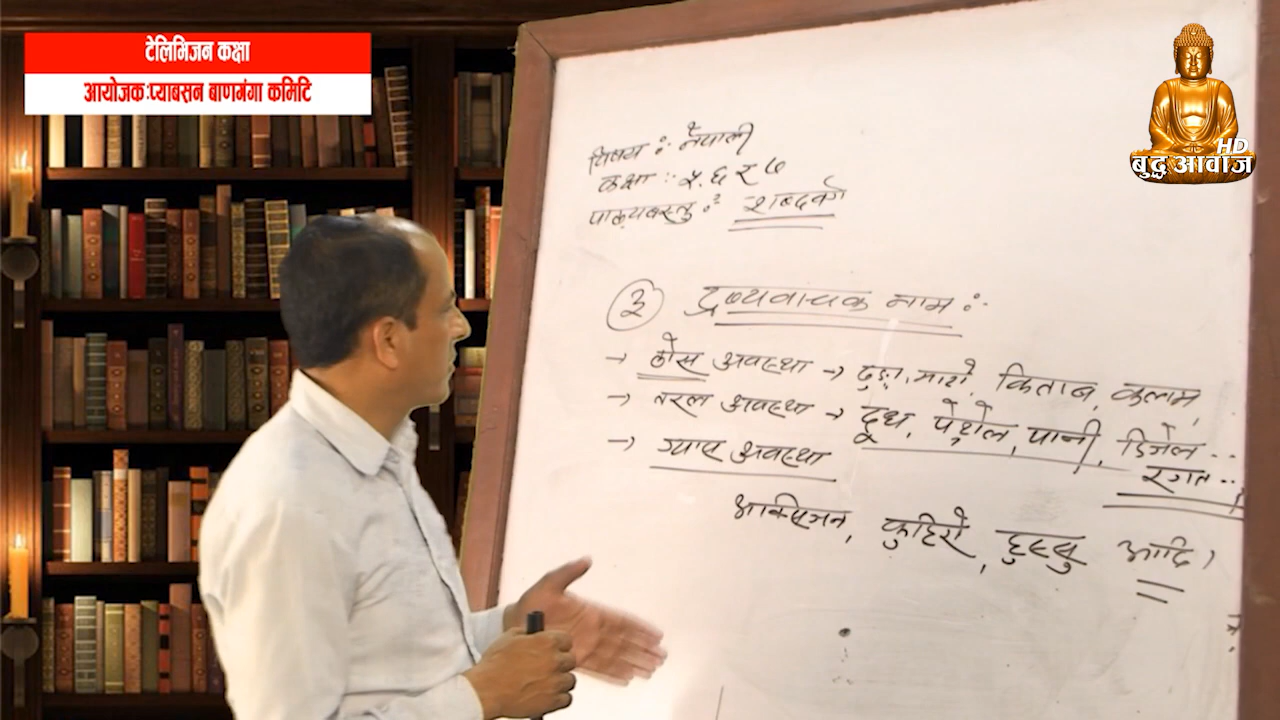 टेलिभिजन कक्षा
आयोजकःप्याबसन बाणगंगा कमिटि
HD
बुद्ध आवाज
विषय : नेपाली
कक्षा : ५, ६ र ७
पाठ्यवस्तु : शब्दको
३ द्रव्यवाचक नाम :-
→ ठोस अवस्था → ढुङ्गा, माटो, किताब, कलम,
→ तरल अवस्था → दूध, पेट्रोल, पानी, डिजेल ..
रगत ..
→ ग्यास अवस्था
अक्सिजन, कुहिरो, हुस्सु आदि।